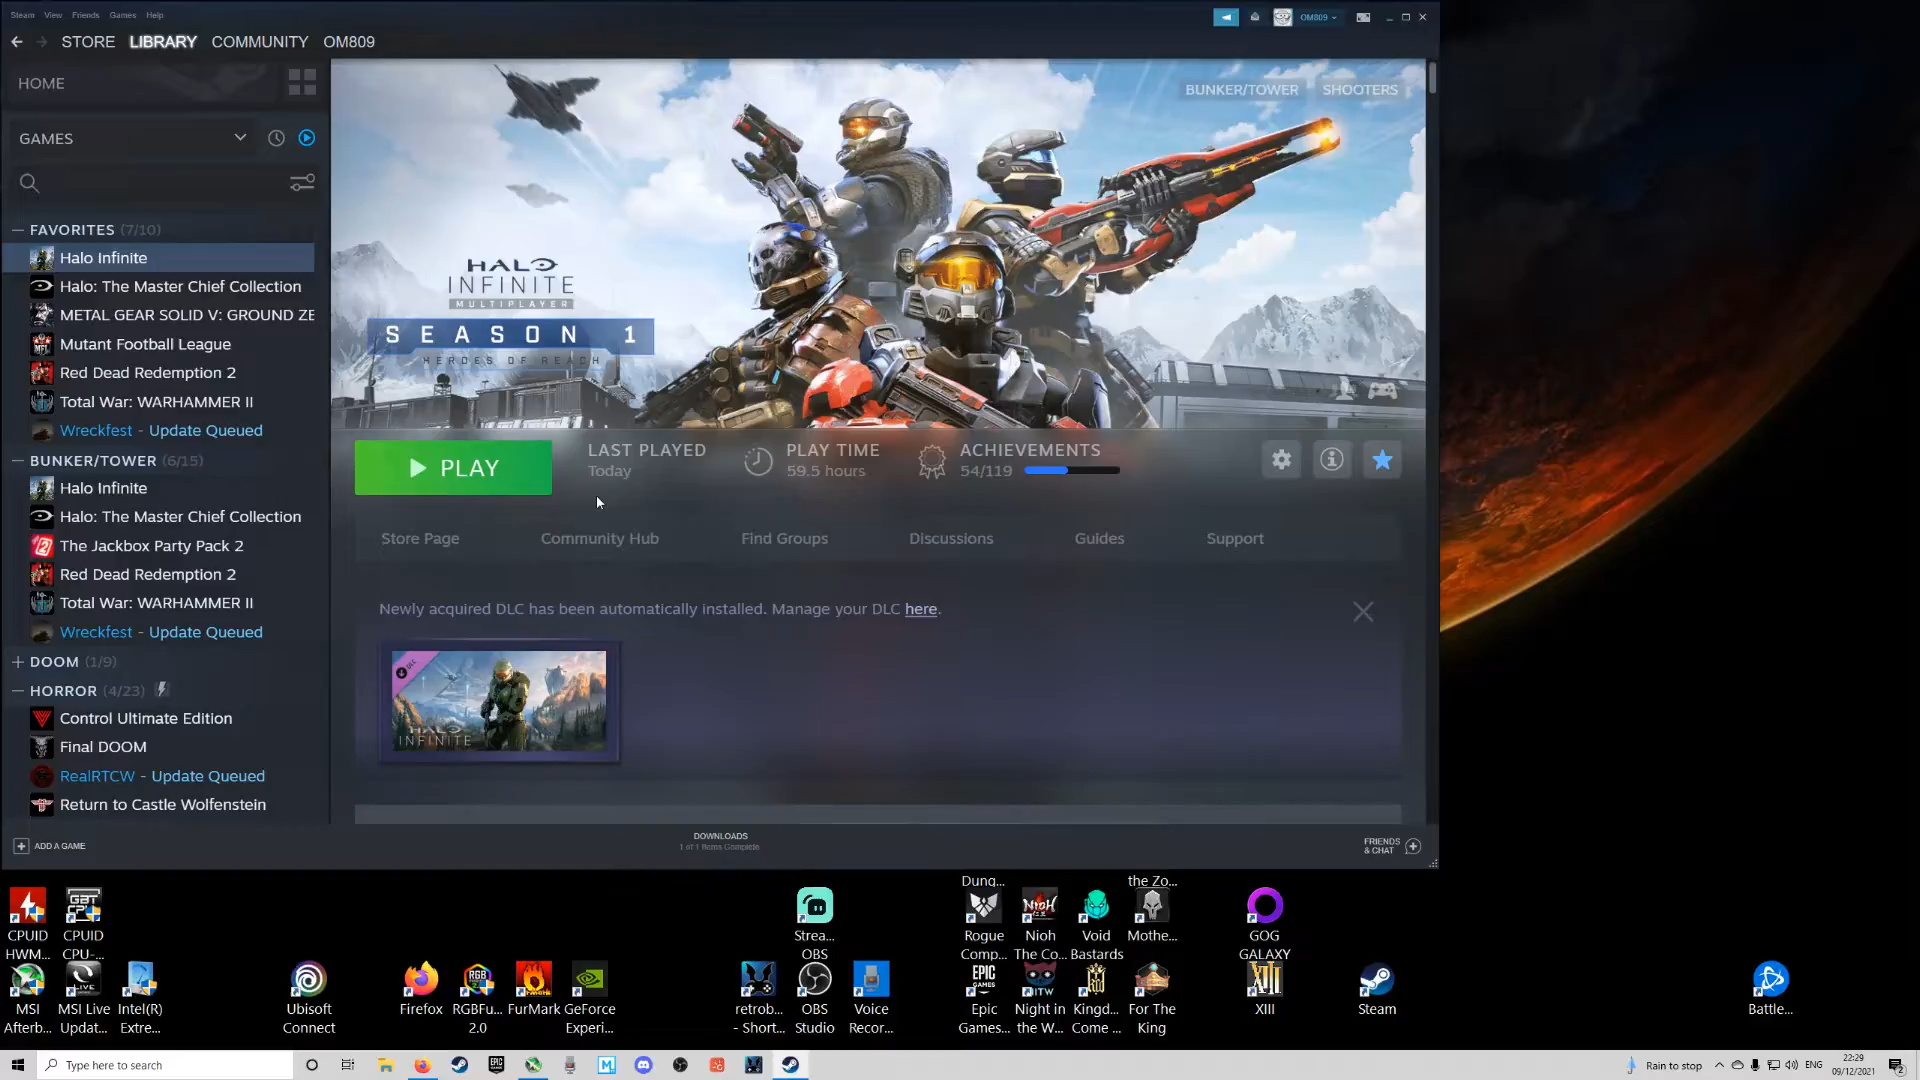 Steam View Friends Games Help
OM809
STORE LIBRARY COMMUNITY OM809
HOME
GAMES
FAVORITES (7/10)
Halo Infinite
Halo: The Master Chief Collection
METAL GEAR SOLID V: GROUND ZE
Mutant Football League
Red Dead Redemption 2
Total War: WARHAMMER II
Wreckfest - Update Queued
BUNKER/TOWER (6/15)
Halo Infinite
Halo: The Master Chief Collection
The Jackbox Party Pack 2
Red Dead Redemption 2
Total War: WARHAMMER II
Wreckfest - Update Queued
DOOM (1/9)
HORROR (4/23)
Control Ultimate Edition
Final DOOM
RealRTCW - Update Queued
Return to Castle Wolfenstein
ADD A GAME
BUNKER/TOWER SHOOTERS
HALO
INFINITE
MULTIPLAYER
SEASON 1
HEROES OF REACH
PLAY
LAST PLAYED
Today
PLAY TIME
59.5 hours
ACHIEVEMENTS
54/119
Store Page Community Hub Find Groups Discussions Guides Support
Newly acquired DLC has been automatically installed. Manage your DLC here.
DLC
HALO
INFINITE
DOWNLOADS
1 of 1 Items Complete
FRIENDS
& CHAT
Dung... the Zo...
CPUID
HWM...
CPUID
CPU-...
Strea...
OBS
Rogue
Comp...
Nioh
The Co...
Void
Bastards
Mothe...
GOG
GALAXY
MSI
Afterb...
MSI Live
Updat...
Intel(R)
Extre...
Ubisoft
Connect
Firefox
RGBFu...
2.0
FurMark
GeForce
Experi...
retrob...
- Short...
OBS
Studio
Voice
Recor...
Epic
Games...
Night in
the W...
Kingd...
Come ...
For The
King
XIII
Steam
Battle...
Type here to search
Rain to stop
ENG
22:29
09/12/2021